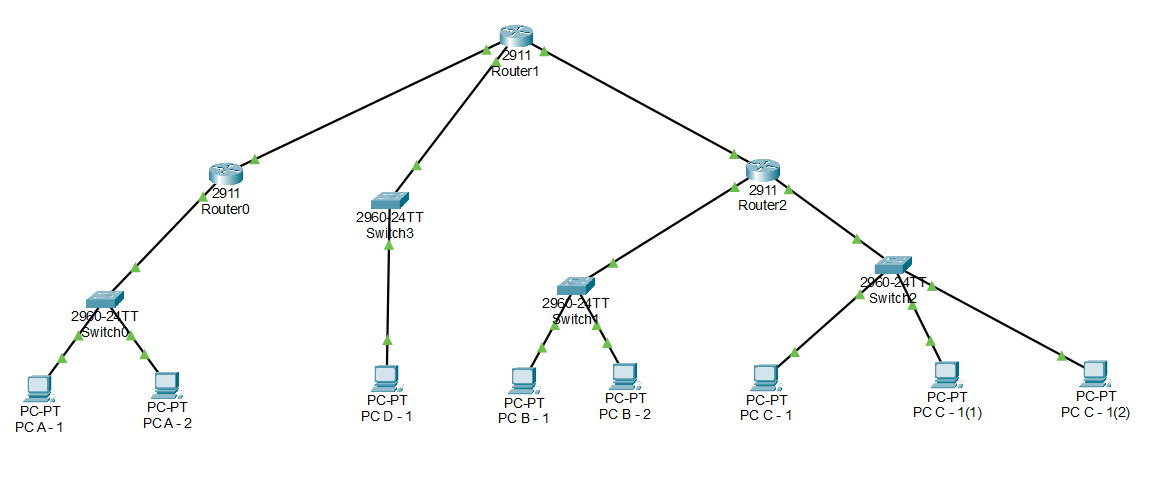 2911
Router1
2911
Router0
2960-24TT
Switch3
2911
Router2
2960-24TT
Switch0
2960-24TT
Switch1
2960-24TT
Switch2
PC-PT
PC A - 1
PC-PT
PC A - 2
PC-PT
PC D - 1
PC-PT
PC B - 1
PC-PT
PC B - 2
PC-PT
PC C - 1
PC-PT
PC C - 1(1)
PC-PT
PC C - 1(2)